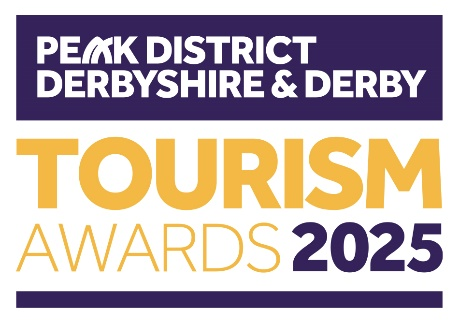 PEAK DISTRICT
DERBYSHIRE & DERBY
TOURISM
AWARDS 2025